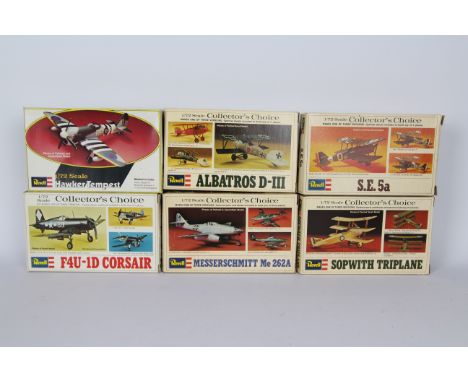 1/72 Scale
Hawker Tempest
Revell
1/72 Scale Collector's Choice
ALBATROS D-III
Revell
1/72 Scale Collector's Choice
S.E. 5a
Revell
1/72 Scale
Collector's Choice
F4U-1D CORSAIR
Revell
1/72 Scale Collector's Choice
MESSERSCHMITT Me 262A
Revell
1/72 Scale Collector's Choice
SOPWITH TRIPLANE
Revell